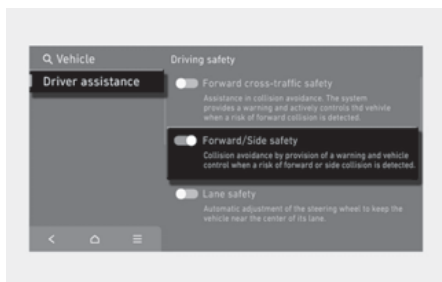 Vehicle
Driving safety
Driver assistance
Forward cross-traffic safety
Assistance in collision avoidance. The system
provides a warning and actively controls thd vehivle
when a risk of forward collision is detected.
Forward/Side safety
Collision avoidance by provision of a warning and vehicle
control when a risk of forward or side collision is detected.
Lane safety
Automatic adjustment of the steering wheel to keep the
vehicle near the center of its lane.